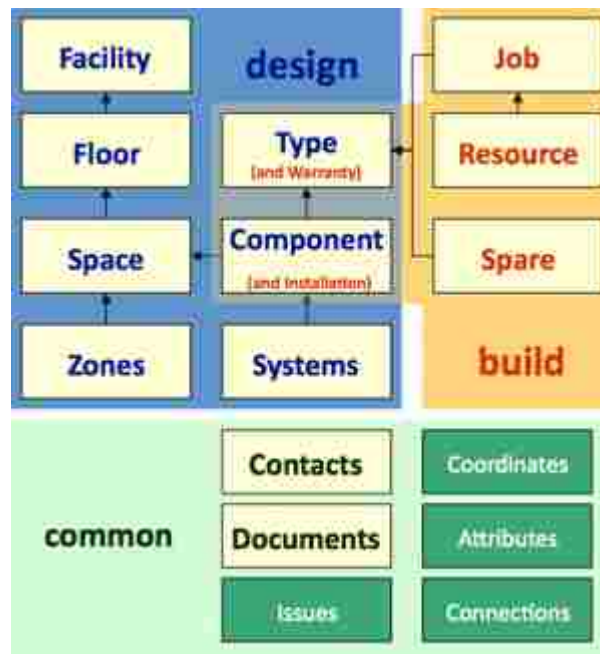 Facility
design
Job
Floor
Type
(and Warranty)
Resource
Space
Component
(and Installation)
Spare
Zones
Systems
build
common
Contacts
Coordinates
Documents
Attributes
Issues
Connections